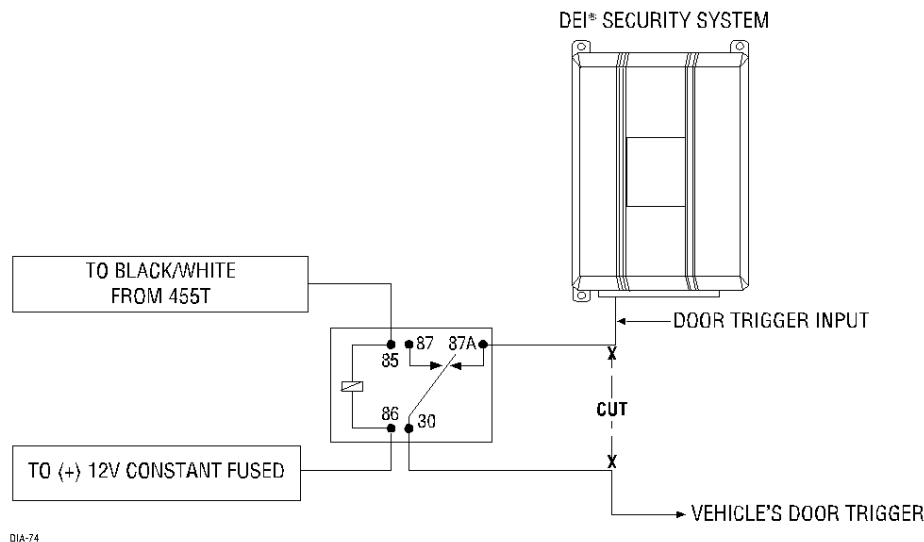 DEI® SECURITY SYSTEM
TO BLACK/WHITE
FROM 455T
DOOR TRIGGER INPUT
85
87
87A
CUT
86
30
TO (+) 12V CONSTANT FUSED
VEHICLE'S DOOR TRIGGER
DIA-74